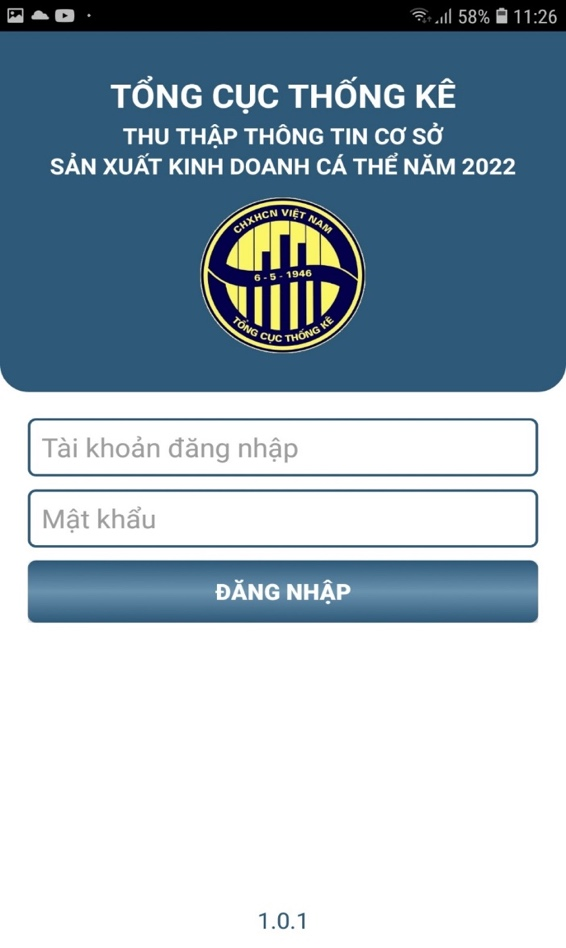 58% 11:26
TỔNG CỤC THỐNG KÊ
THU THẬP THÔNG TIN CƠ SỞ
SẢN XUẤT KINH DOANH CÁ THỂ NĂM 2022
CHXHCN VIỆT NAM
6 - 5 - 1946
TỔNG CỤC THỐNG KÊ
Tài khoản đăng nhập
Mật khẩu
ĐĂNG NHẬP
1.0.1